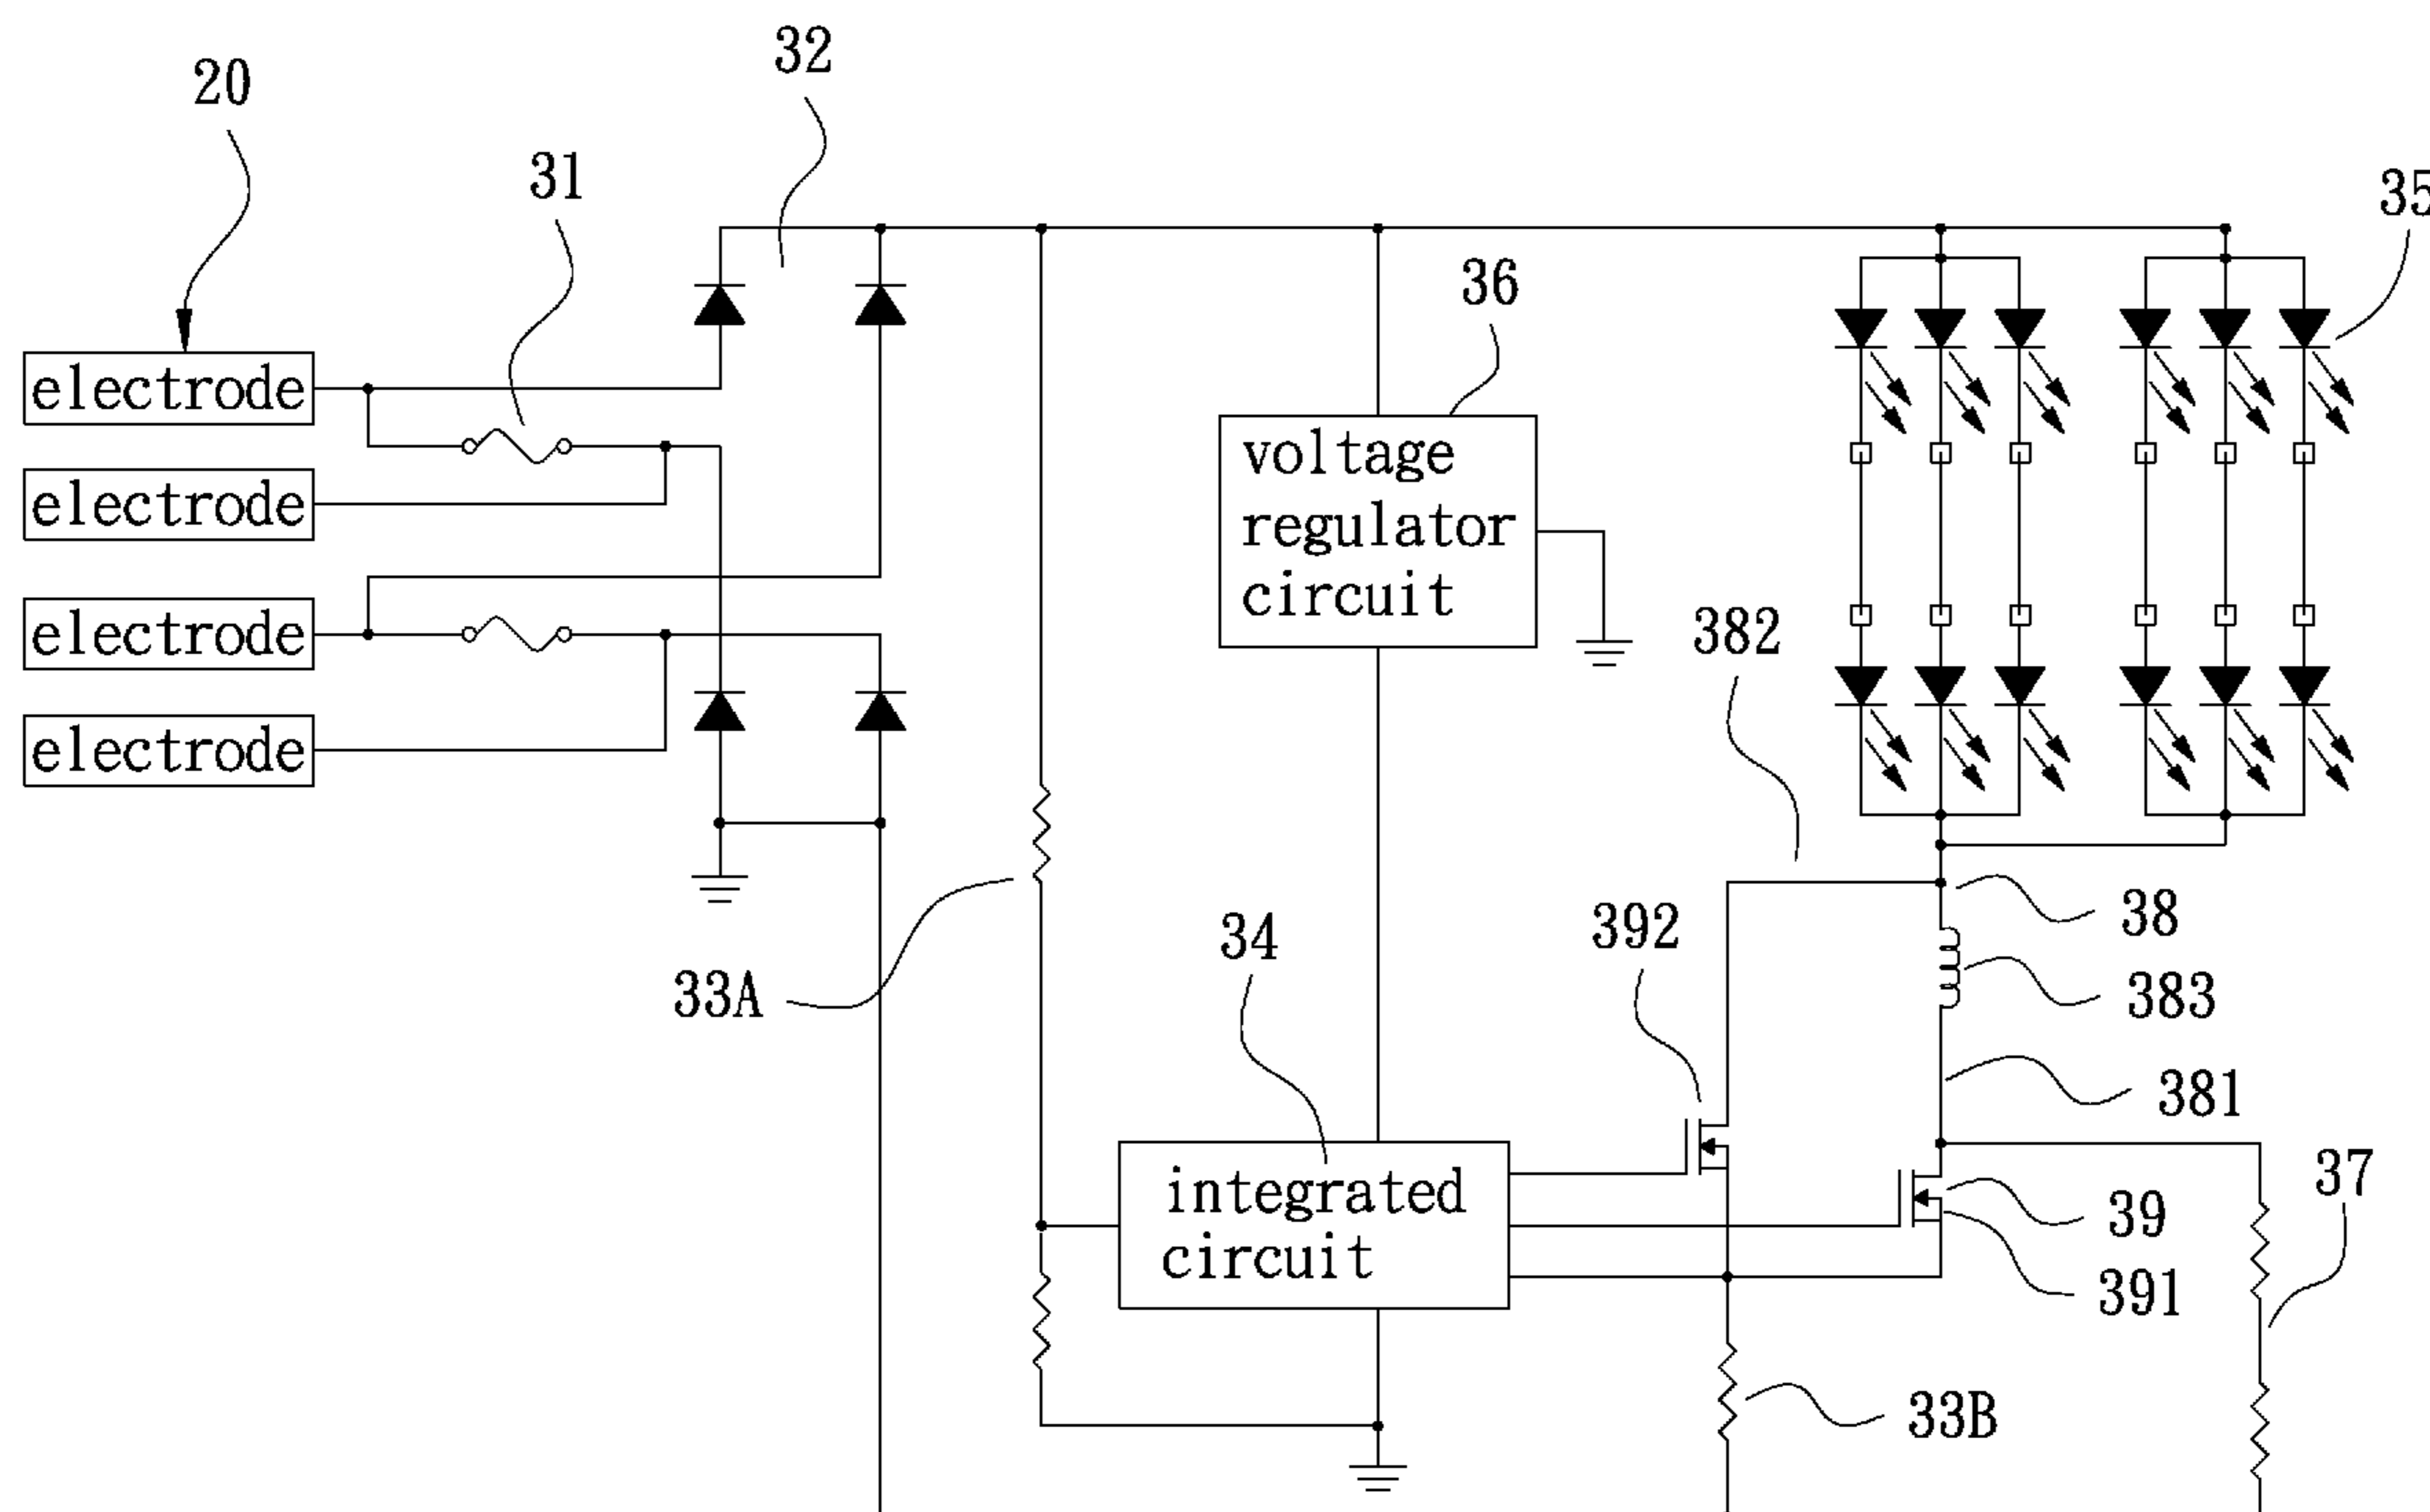 32
20
31
35
36
electrode
electrode
electrode
electrode
voltage
regulator
circuit
382
38
392
34
383
33A
381
37
integrated
circuit
39
391
33B